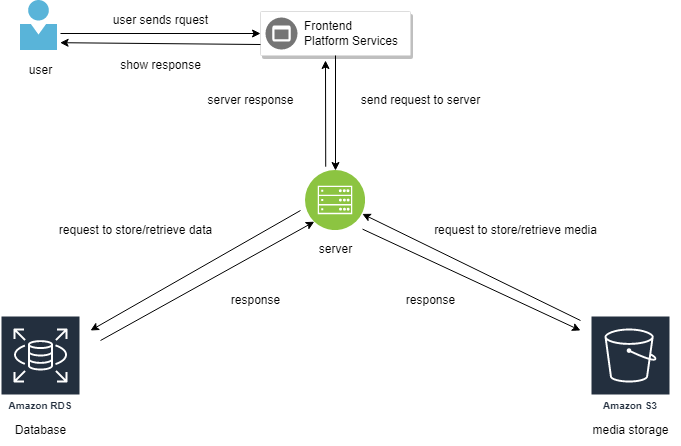 user sends rquest
Frontend
Platform Services
show response
user
server response
send request to server
request to store/retrieve data
request to store/retrieve media
server
response
response
Amazon RDS
Amazon S3
Database
media storage